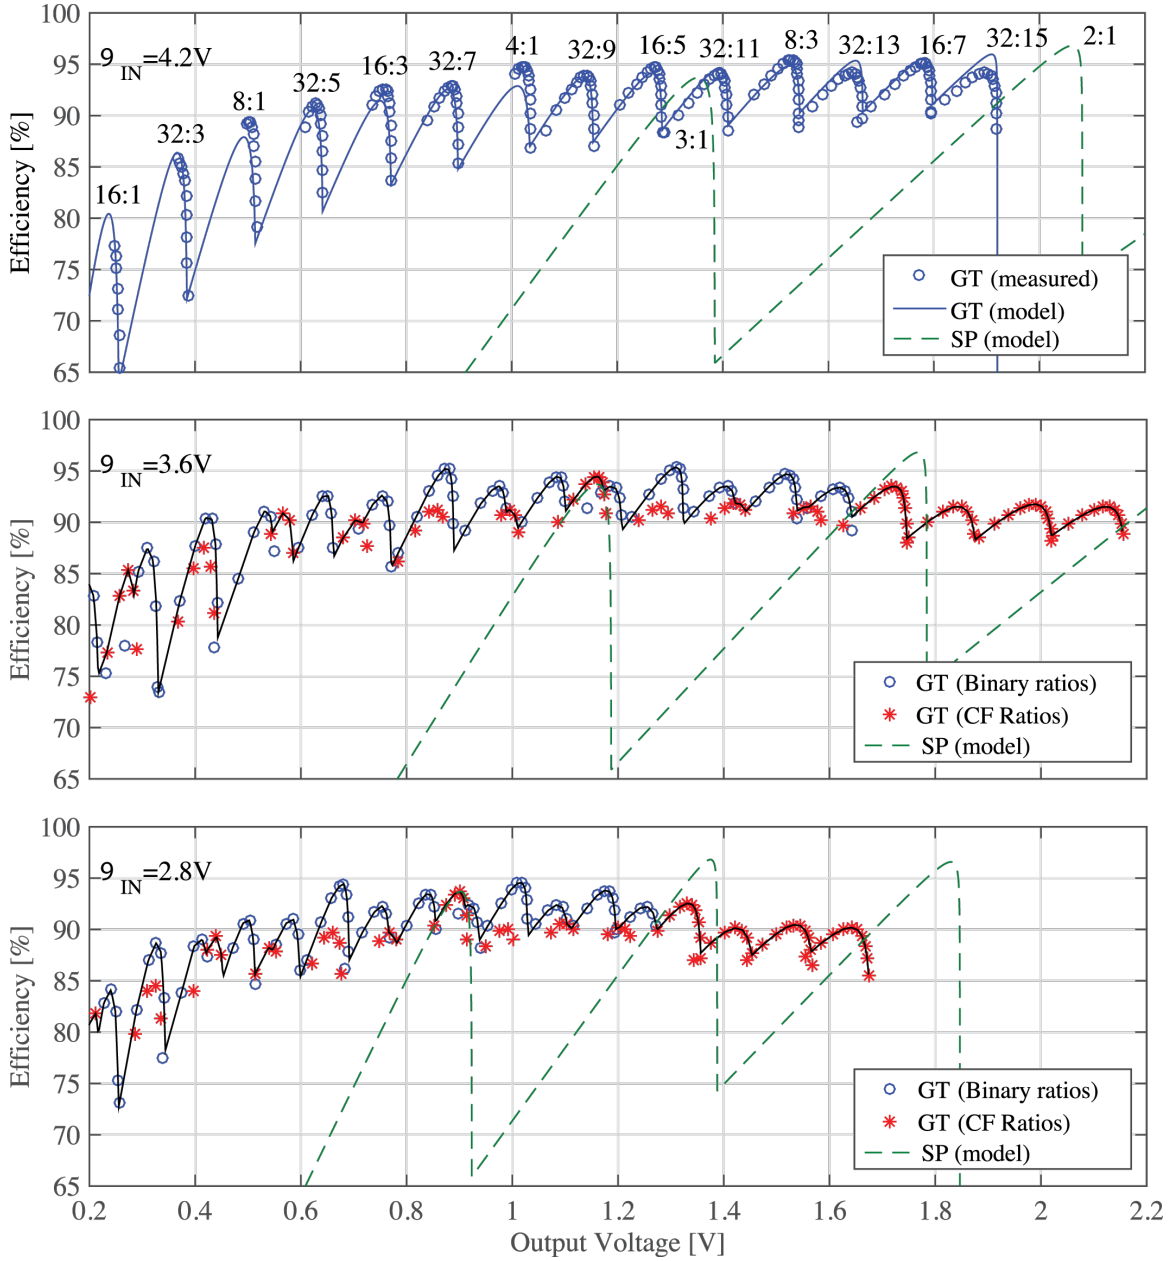 100
95
90
85
80
75
70
65
Efficiency [%]
9 IN=4.2V
16:1
32:3
8:1
32:5
16:3
32:7
4:1
32:9
16:5
3:1
32:11
8:3
32:13
16:7
32:15
2:1
GT (measured)
GT (model)
SP (model)
100
95
90
85
80
75
70
65
Efficiency [%]
9 IN=3.6V
GT (Binary ratios)
GT (CF Ratios)
SP (model)
100
95
90
85
80
75
70
65
Efficiency [%]
9 IN=2.8V
GT (Binary ratios)
GT (CF Ratios)
SP (model)
0.2 0.4 0.6 0.8 1 1.2 1.4 1.6 1.8 2 2.2
Output Voltage [V]